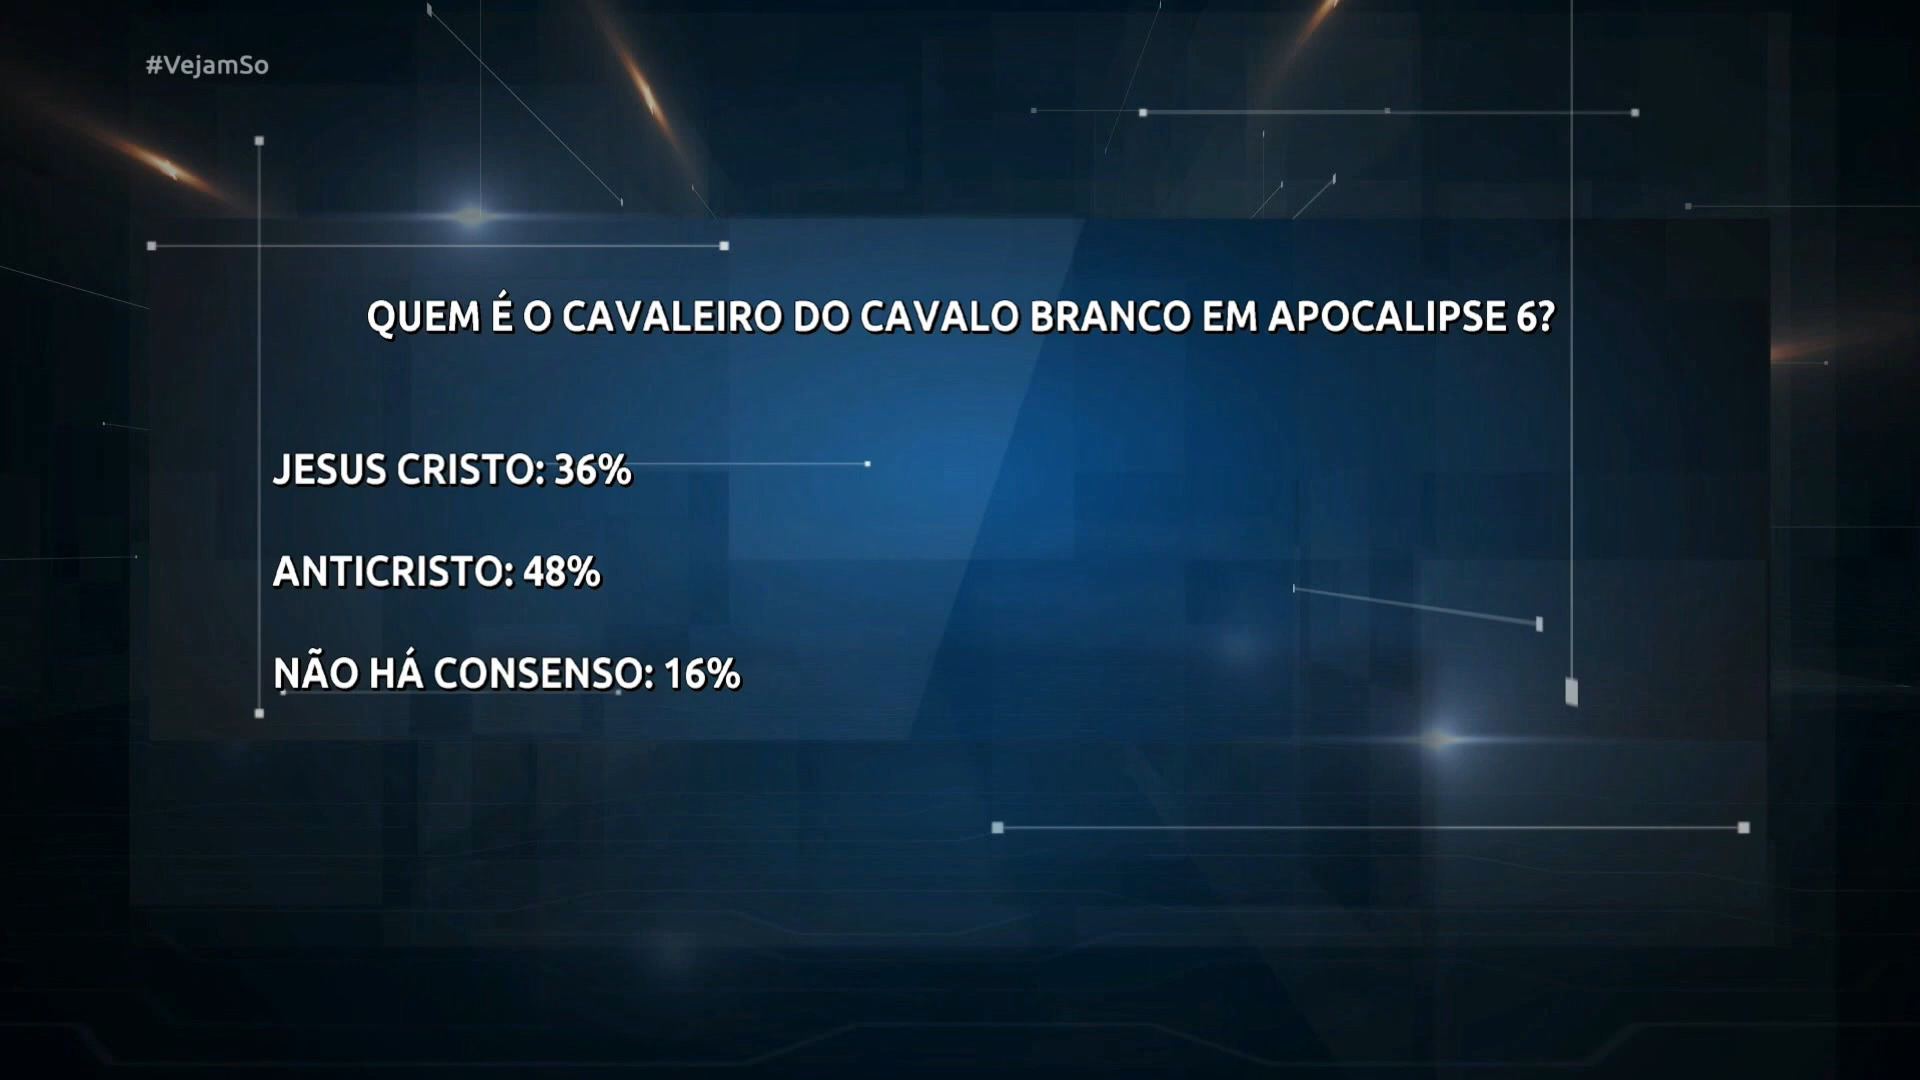 #VejamSo
QUEM É O CAVALEIRO DO CAVALO BRANCO EM APOCALIPSE 6?
JESUS CRISTO: 36%
ANTICRISTO: 48%
NÃO HÁ CONSENSO: 16%